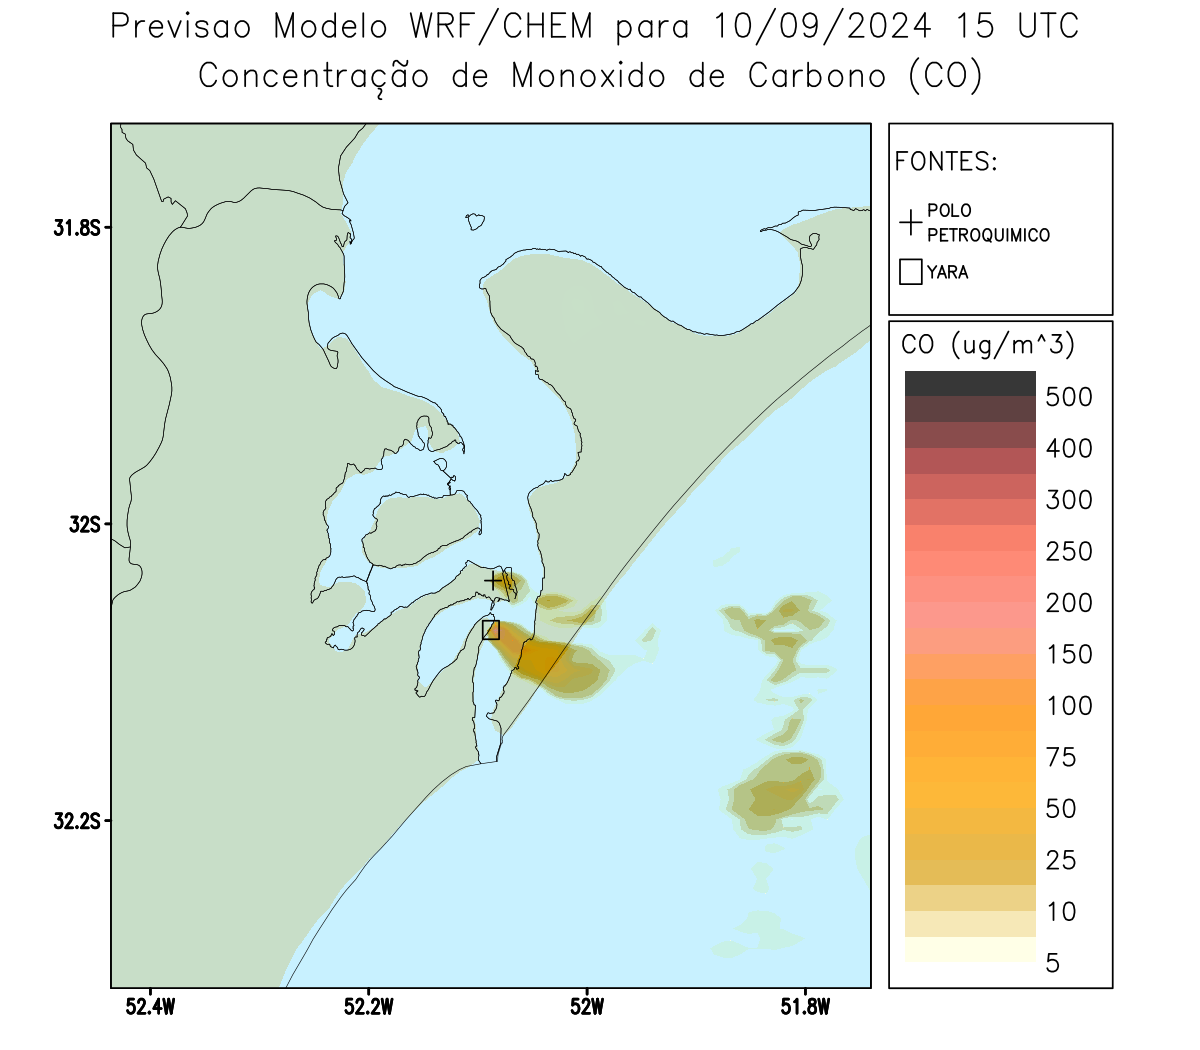 Previsao Modelo WRF/CHEM para 10/09/2024 15 UTC
Concentração de Monoxido de Carbono (CO)
31.8S
32S
32.2S
52.4W
52.2W
52W
51.8W
FONTES:
POLO
PETROQUIMICO
YARA
CO (ug/m^3)
500
400
300
250
200
150
100
75
50
25
10
5